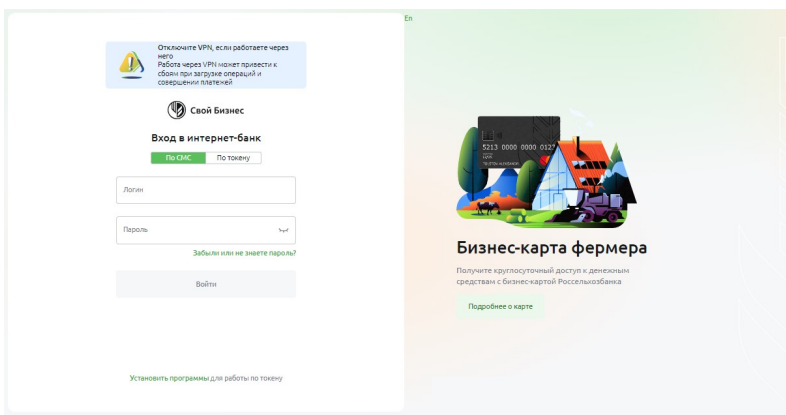 En
Отключите VPN, если работаете через
него
Работа через VPN может привести к
сбоям при загрузке операций и
совершении платежей
Свой Бизнес
Вход в интернет-банк
По СМС
По токену
Логин
Пароль
Забыли или не знаете пароль?
Войти
Установить программы для работы по токену
5213 0000 0000 0123
Бизнес-карта фермера
Получите круглосуточный доступ к денежным
средствам с бизнес-картой Россельхозбанка
Подробнее о карте